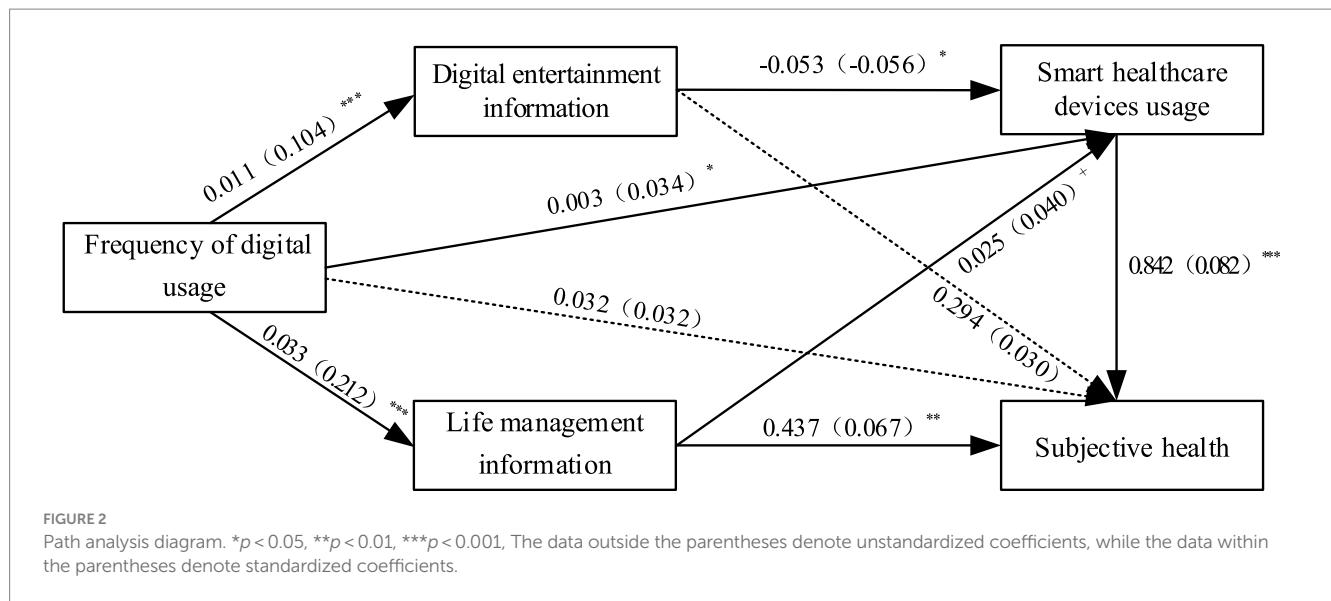 Digital entertainment
information
-0.053（-0.056）*
Smart healthcare
devices usage
0.011（0.104）***
0.003（0.034）*
0.025（0.040）+
Frequency of digital
usage
0.842（0.082）***
0.032（0.032）
0.294（0.030）
0.033（0.212）***
Life management
information
0.437（0.067）**
Subjective health
FIGURE 2
Path analysis diagram. *p < 0.05, **p < 0.01, ***p < 0.001, The data outside the parentheses denote unstandardized coefficients, while the data within
the parentheses denote standardized coefficients.